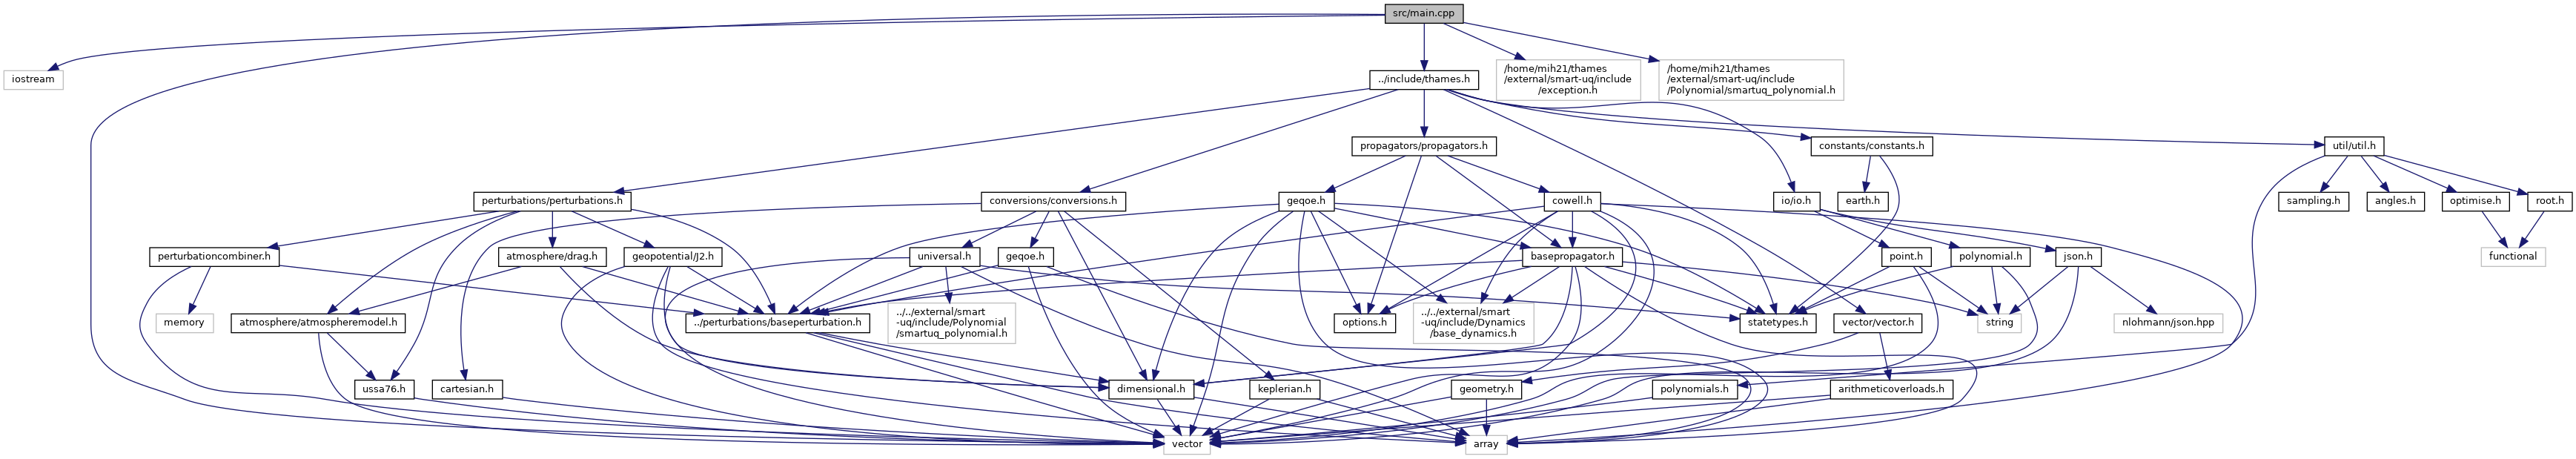 src/main.cpp
iostream
../include/thames.h
/home/mih21/thames
/external/smart-uq/include
/exception.h
/home/mih21/thames
/external/smart-uq/include
/Polynomial/smartuq_polynomial.h
propagators/propagators.h
constants/constants.h
util/util.h
perturbations/perturbations.h
conversions/conversions.h
geqoe.h
cowell.h
io/io.h
earth.h
sampling.h
angles.h
optimise.h
root.h
perturbationcombiner.h
atmosphere/drag.h
geopotential/J2.h
universal.h
geqoe.h
basepropagator.h
point.h
polynomial.h
json.h
functional
memory
atmosphere/atmospheremodel.h
../perturbations/baseperturbation.h
../../external/smart
-uq/include/Polynomial
/smartuq_polynomial.h
options.h
../../external/smart
-uq/include/Dynamics
/base_dynamics.h
statetypes.h
vector/vector.h
string
nlohmann/json.hpp
ussa76.h
cartesian.h
dimensional.h
keplerian.h
geometry.h
polynomials.h
arithmeticoverloads.h
vector
array